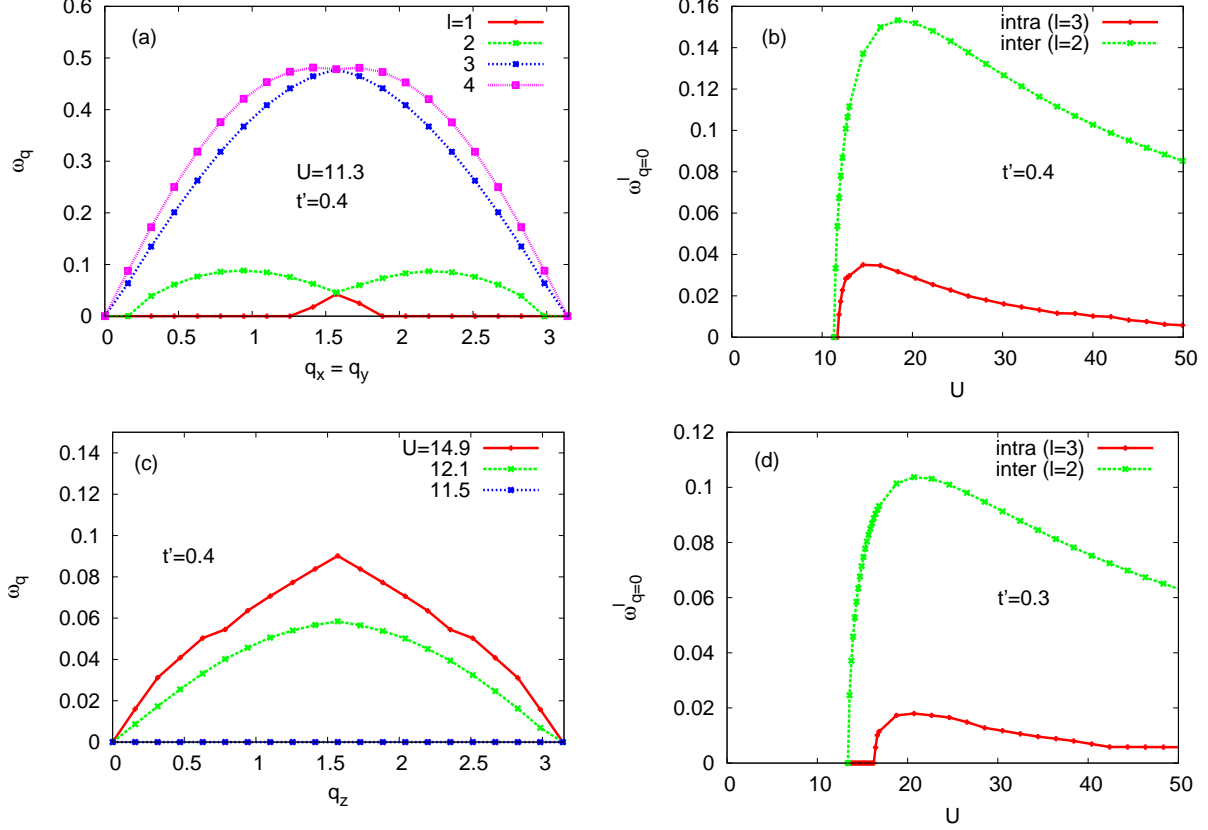 (a)
l=1
2
3
4
U=11.3
t'=0.4
ω_q
0.6
0.5
0.4
0.3
0.2
0.1
0
0 0.5 1 1.5 2 2.5 3
q_x = q_y
(b)
intra (l=3)
inter (l=2)
t'=0.4
ω^l_{q=0}
0.16
0.14
0.12
0.1
0.08
0.06
0.04
0.02
0
0 10 20 30 40 50
U
(c)
U=14.9
12.1
11.5
t'=0.4
ω_q
0.14
0.12
0.1
0.08
0.06
0.04
0.02
0
0 0.5 1 1.5 2 2.5 3
q_z
(d)
intra (l=3)
inter (l=2)
t'=0.3
ω^l_{q=0}
0.12
0.1
0.08
0.06
0.04
0.02
0
0 10 20 30 40 50
U